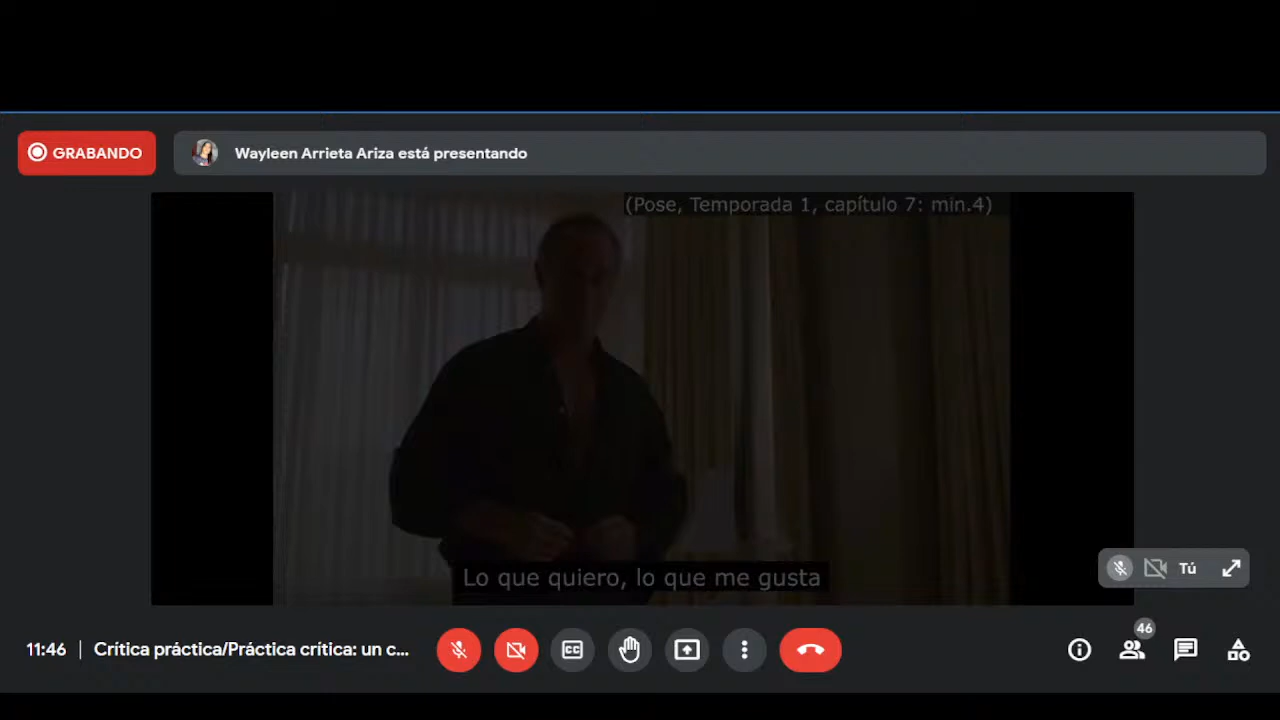 GRABANDO
Wayleen Arrieta Ariza está presentando
(Pose, Temporada 1, capítulo 7: min.4)
Lo que quiero, lo que me gusta
Tú
46
11:46
Crítica práctica/Práctica crítica: un c...
CC